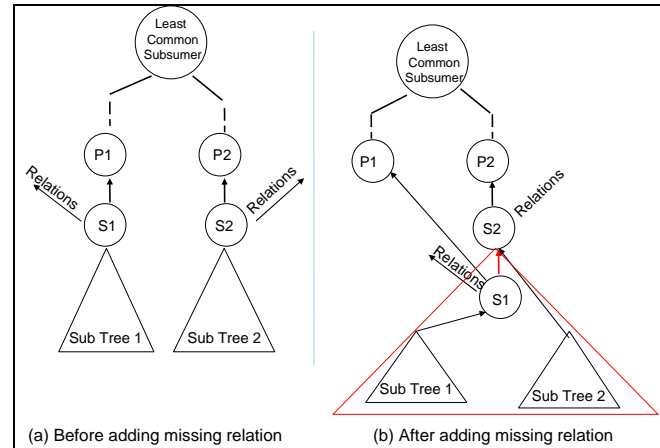 Least
Common
Subsumer
P1
P2
Relations
S1
Relations
S2
Sub Tree 1
Sub Tree 2
(a) Before adding missing relation
Least
Common
Subsumer
P1
P2
Relations
S2
Relations
S1
Sub Tree 1
Sub Tree 2
(b) After adding missing relation